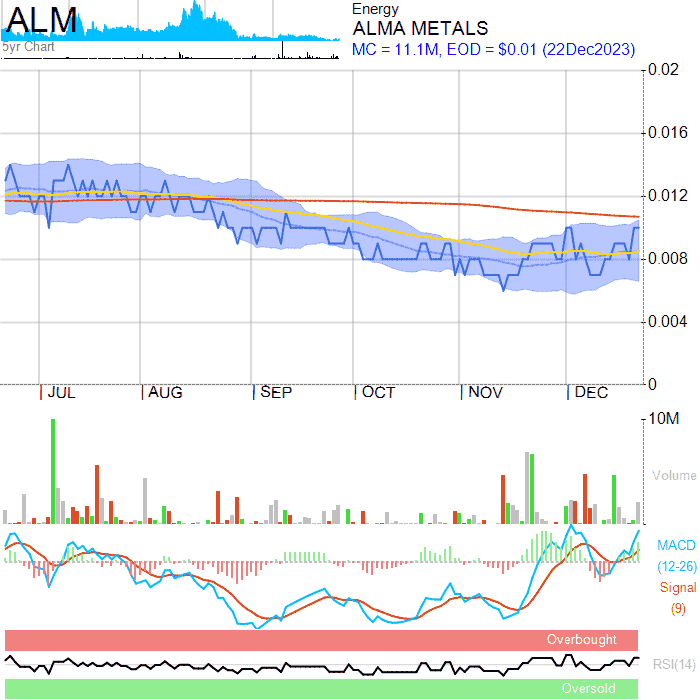 ALM
5yr Chart
Energy
ALMA METALS
MC = 11.1M, EOD = $0.01 (22Dec2023)
0.02
0.016
0.012
0.008
0.004
0
JUL AUG SEP OCT NOV DEC
10M
Volume
MACD
(12-26)
Signal
(9)
Overbought
RSI(14)
Oversold